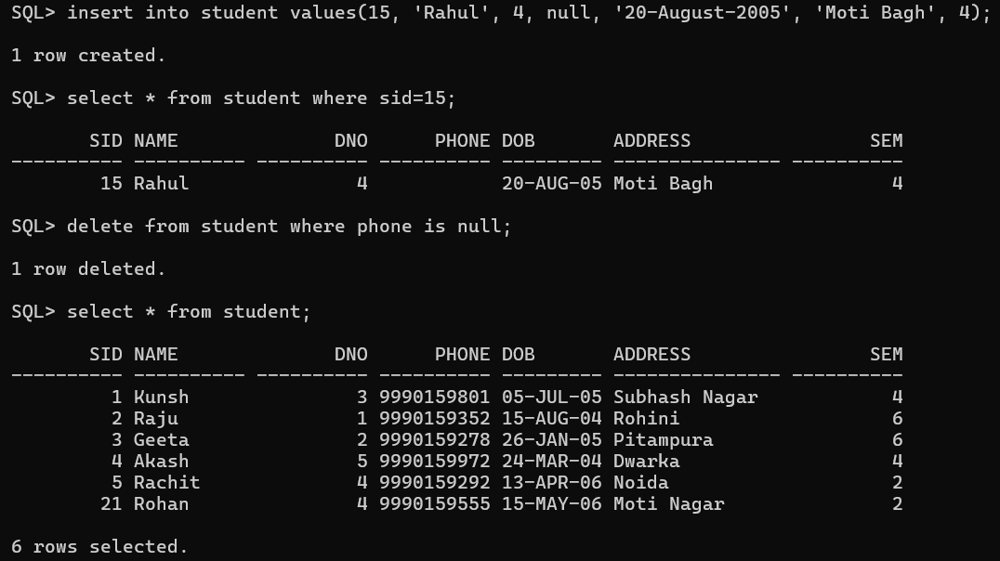 SQL> insert into student values(15, 'Rahul', 4, null, '20-August-2005', 'Moti Bagh', 4);
1 row created.
SQL> select * from student where sid=15;
       SID NAME              DNO      PHONE DOB       ADDRESS                SEM
---------- ---------- ---------- ---------- --------- --------------- ----------
        15 Rahul               4            20-AUG-05 Moti Bagh                4
SQL> delete from student where phone is null;
1 row deleted.
SQL> select * from student;
       SID NAME              DNO      PHONE DOB       ADDRESS                SEM
---------- ---------- ---------- ---------- --------- --------------- ----------
         1 Kunsh               3 9990159801 05-JUL-05 Subhash Nagar            4
         2 Raju                1 9990159352 15-AUG-04 Rohini                   6
         3 Geeta               2 9990159278 26-JAN-05 Pitampura                6
         4 Akash               5 9990159972 24-MAR-04 Dwarka                   4
         5 Rachit              4 9990159292 13-APR-06 Noida                    2
        21 Rohan               4 9990159555 15-MAY-06 Moti Nagar               2
6 rows selected.